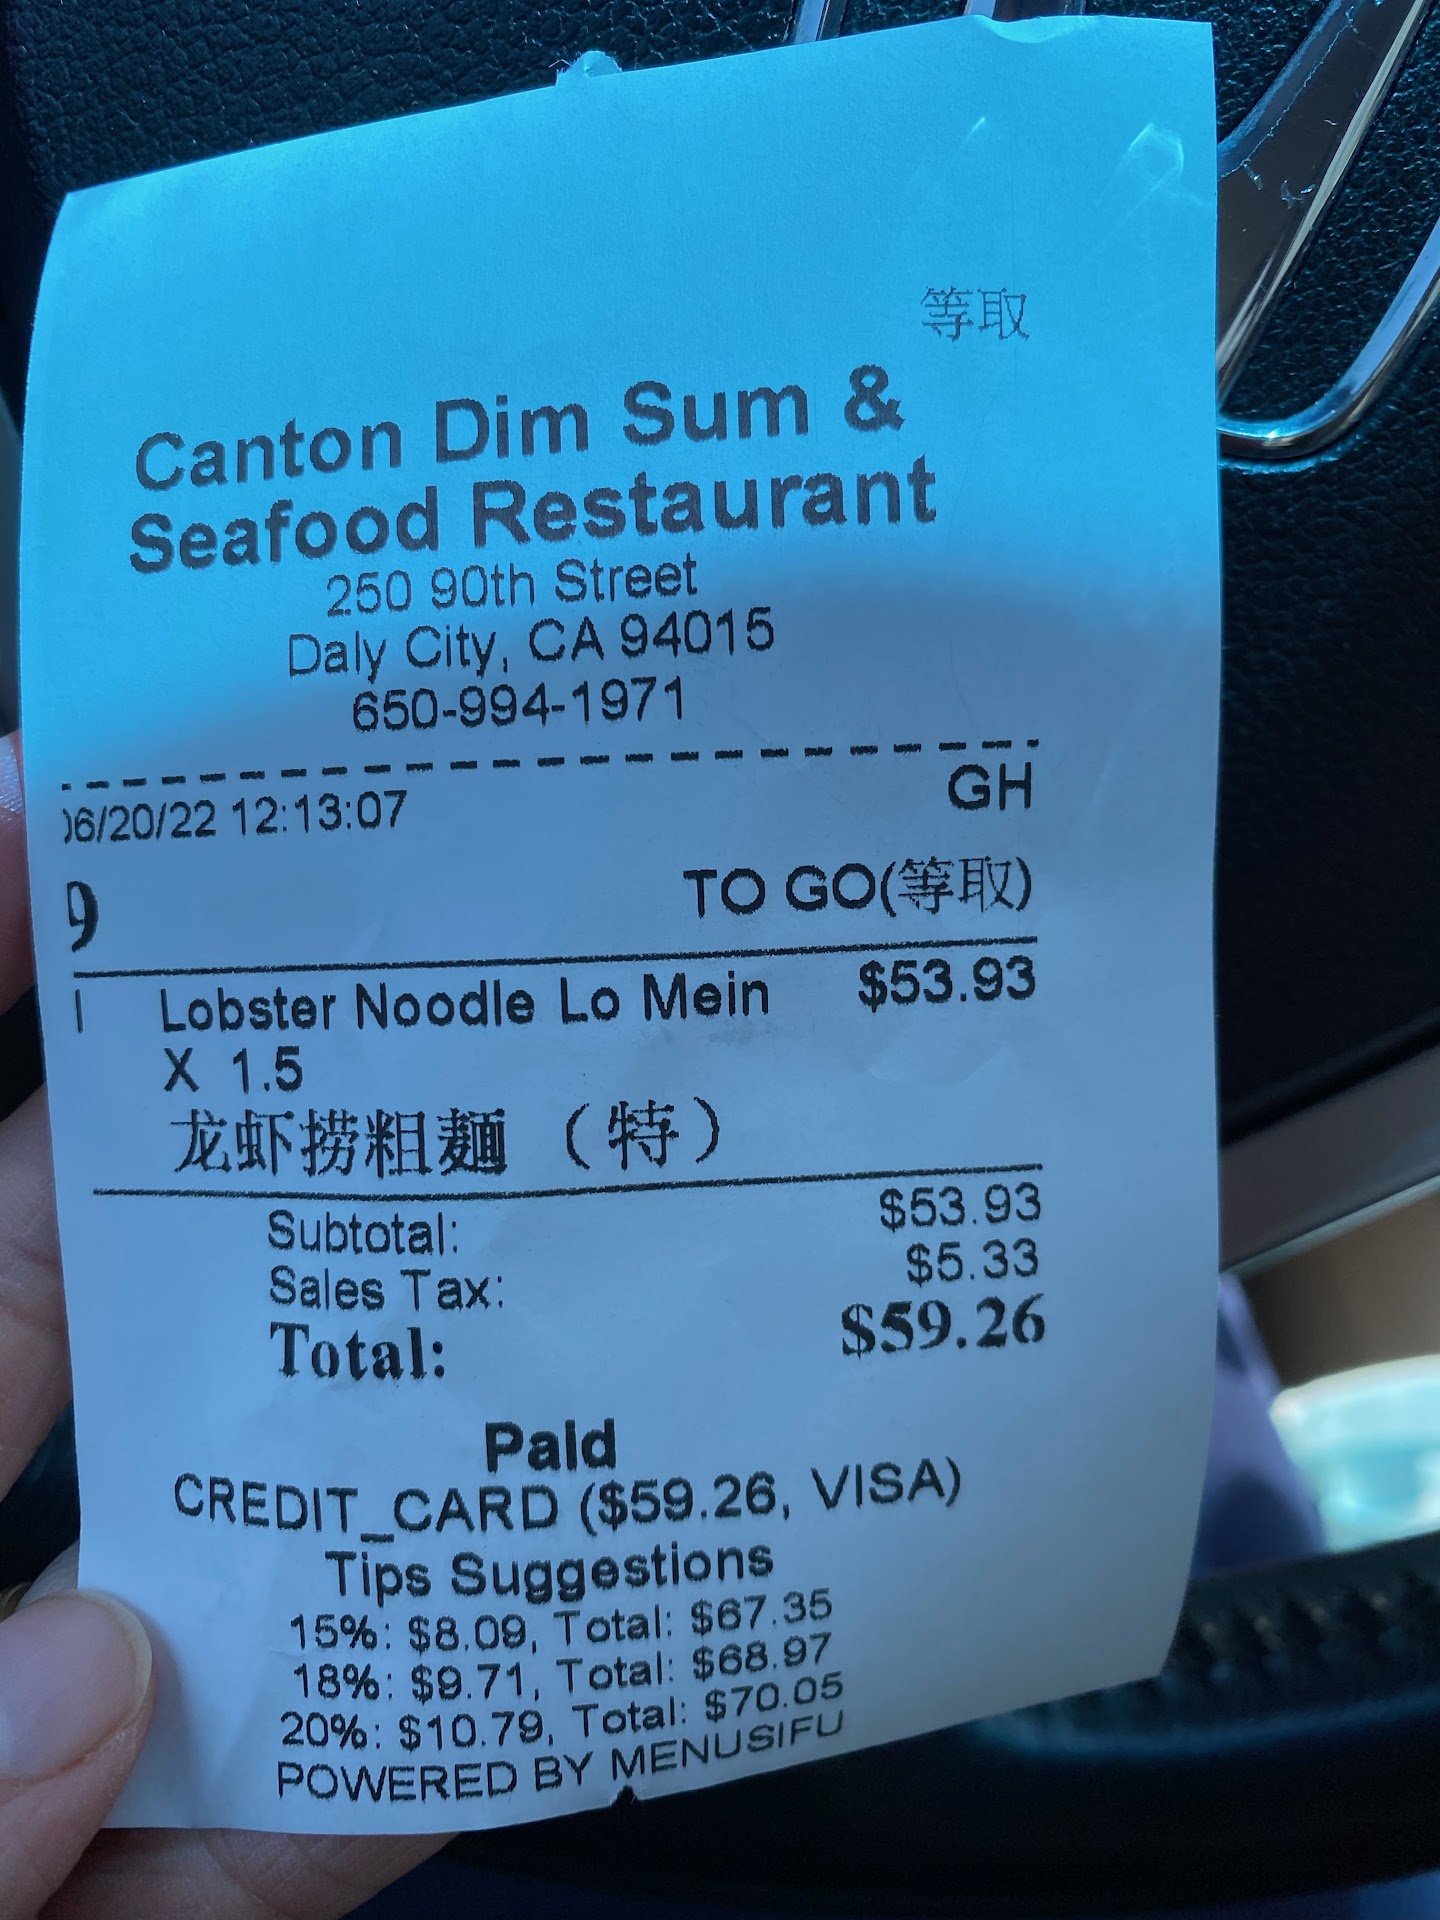 等取
Canton Dim Sum &
Seafood Restaurant
250 90th Street
Daly City, CA 94015
650-994-1971
06/20/22 12:13:07 GH
9 TO GO(等取)
1 Lobster Noodle Lo Mein $53.93
X 1.5
龙虾捞粗麵 （特）
Subtotal: $53.93
Sales Tax: $5.33
Total: $59.26
Paid
CREDIT_CARD ($59.26, VISA)
Tips Suggestions
15%: $8.09, Total: $67.35
18%: $9.71, Total: $68.97
20%: $10.79, Total: $70.05
POWERED BY MENUSIFU